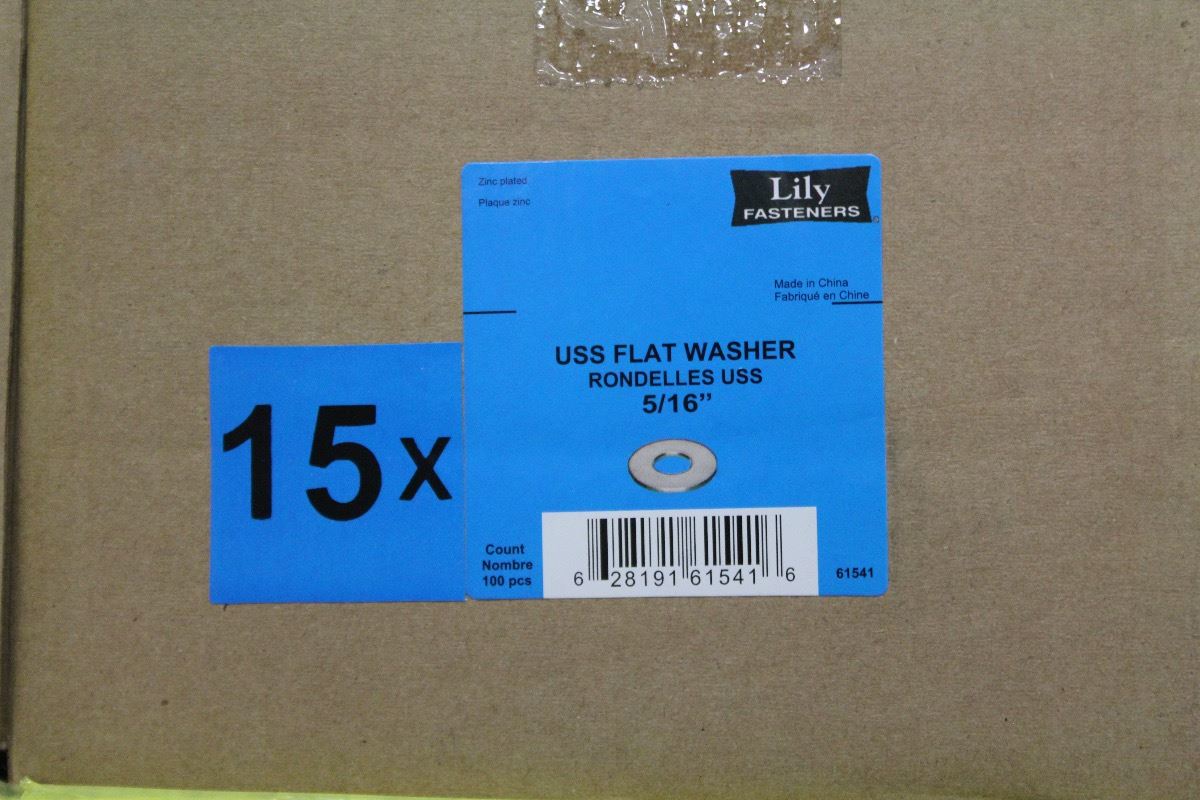 Zinc plated
Plaque zinc
Lily
FASTENERS
Made in China
Fabriqué en Chine
USS FLAT WASHER
RONDELLES USS
5/16”
15x
Count
Nombre
100 pcs
6 28191 61541 6
61541